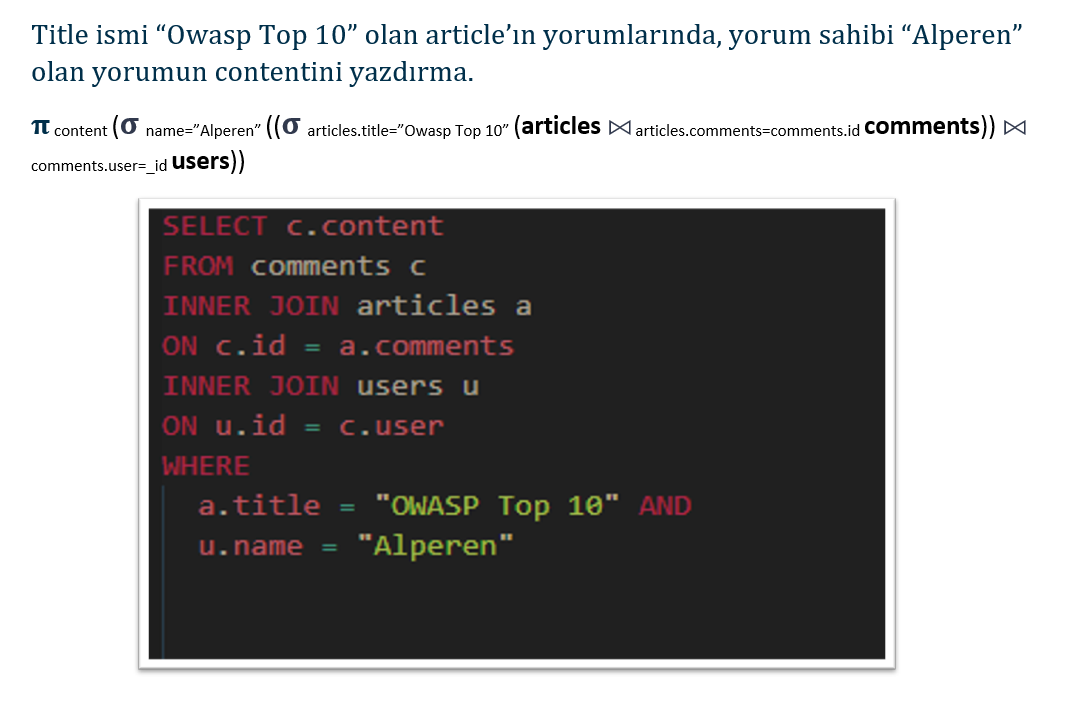 Title ismi “Owasp Top 10” olan article’ın yorumlarında, yorum sahibi “Alperen”
olan yorumun contentini yazdırma.
π content (σ name=”Alperen” ((σ articles.title=”Owasp Top 10” (articles ⋈ articles.comments=comments.id comments)) ⋈
comments.user=_id users))
SELECT c.content
FROM comments c
INNER JOIN articles a
ON c.id = a.comments
INNER JOIN users u
ON u.id = c.user
WHERE
a.title = "OWASP Top 10" AND
u.name = "Alperen"